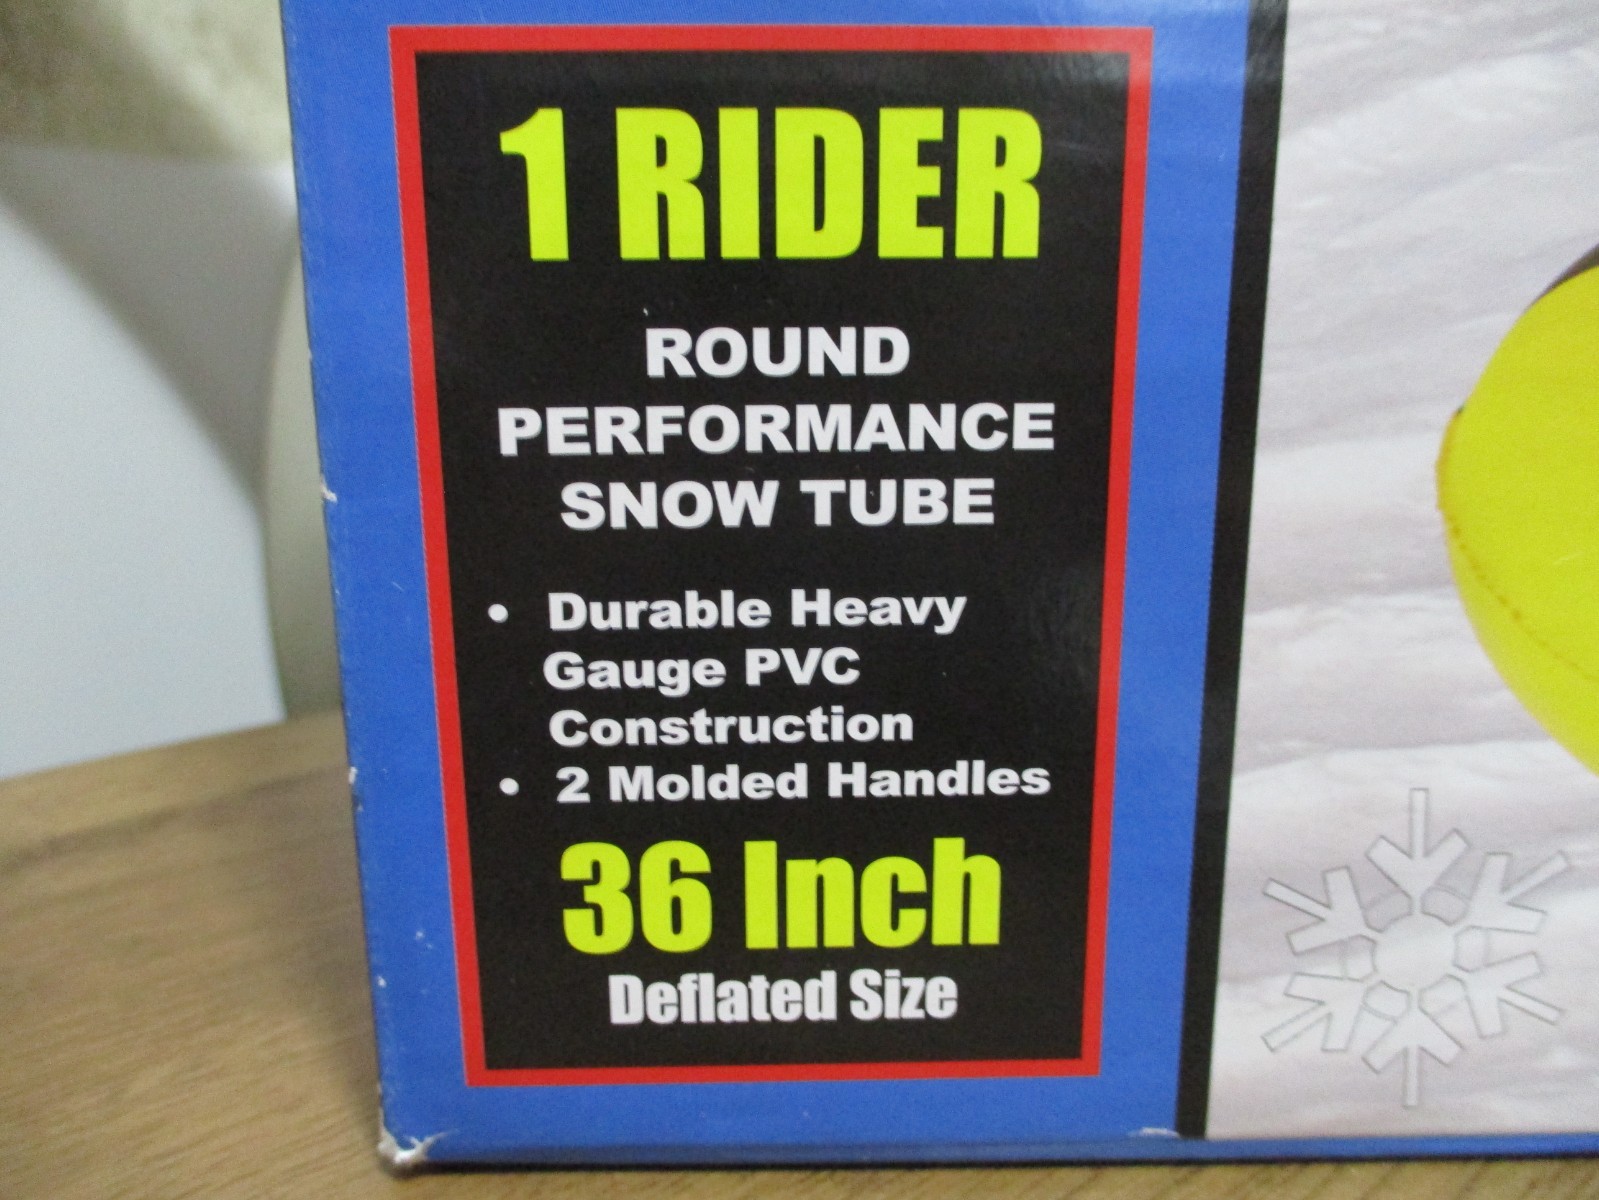 1 RIDER
ROUND
PERFORMANCE
SNOW TUBE
• Durable Heavy
Gauge PVC
Construction
• 2 Molded Handles
36 Inch
Deflated Size